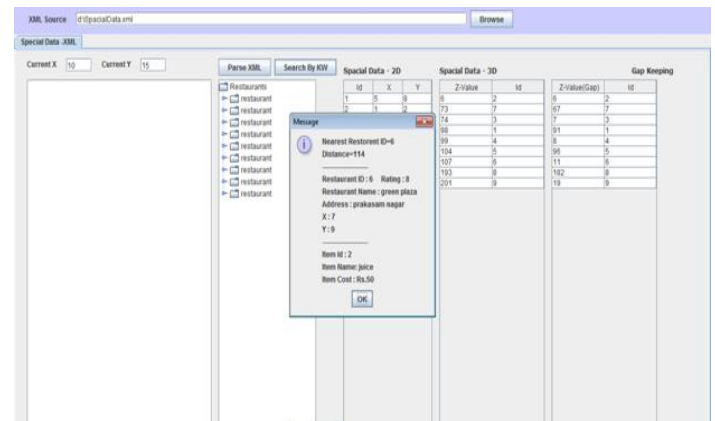 XML Source d:\SpacialData.xml Browse
Special Data -XML
Current X 10 Current Y 15 Parse XML Search By KW Spacial Data - 2D Spacial Data - 3D Gap Keeping
Restaurants
restaurant
restaurant
restaurant
restaurant
restaurant
restaurant
restaurant
restaurant
restaurant
Id X Y
1 5 8
2 1 2
Message
Nearest Restorent ID=6
Distance=114
Restaurant ID : 6 Rating : 8
Restaurant Name : green plaza
Address : prakasam nagar
X : 7
Y : 9
Item Id : 2
Item Name: juice
Item Cost : Rs.50
OK
Z-Value Id
6 2
73 7
74 3
98 1
99 4
104 5
107 6
193 8
201 9
Z-Value(Gap) Id
6 2
67 7
7 3
91 1
8 4
96 5
11 6
182 8
19 9